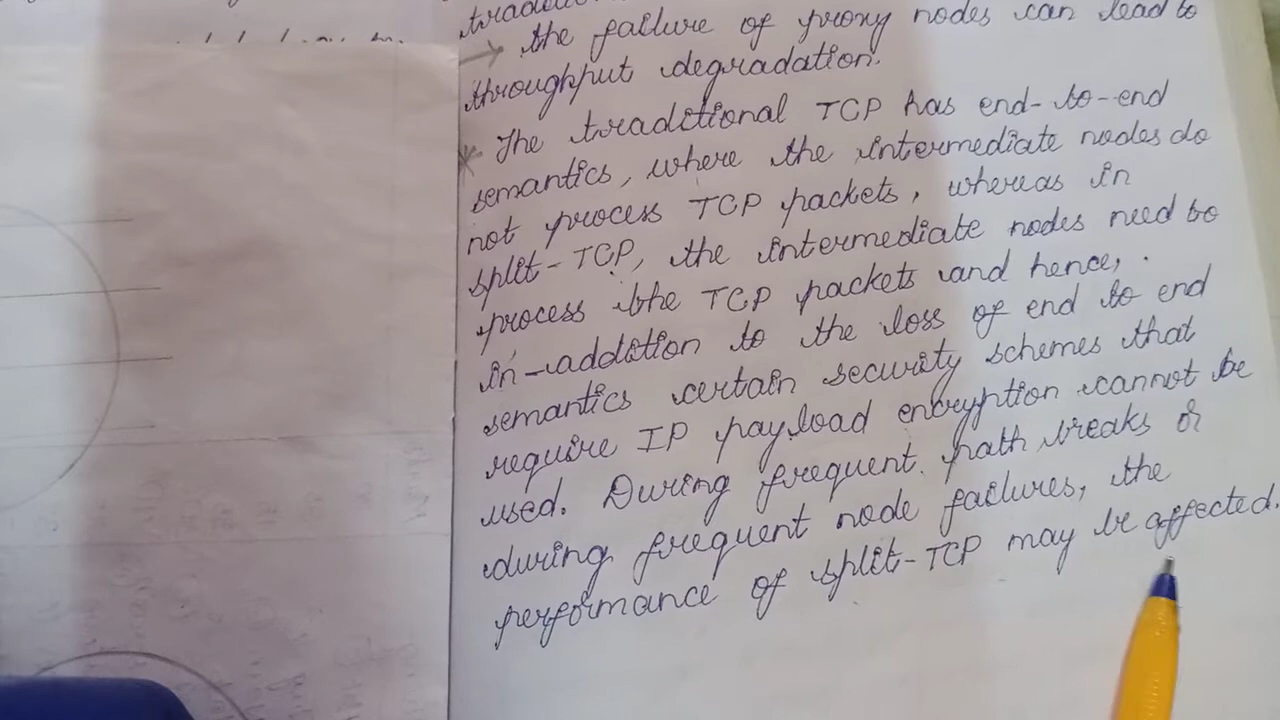 → the failure of proxy nodes can lead to
throughput degradation.
* The traditional TCP has end-to-end
semantics, where the intermediate nodes do
not process TCP packets, whereas in
split-TCP, the intermediate nodes need to
process the TCP packets and hence,
in-addition to the loss of end to end
semantics certain security schemes that
require IP payload encryption cannot be
used. During frequent path breaks or
during frequent node failures, the
performance of split-TCP may be affected.